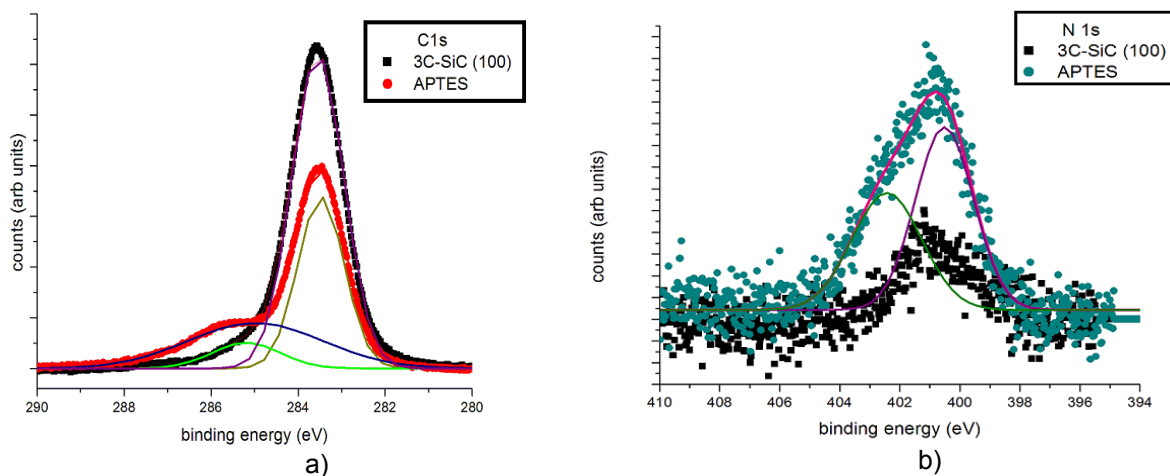 C1s
3C-SiC (100)
APTES
counts (arb units)
290 288 286 284 282 280
binding energy (eV)
a)
N 1s
3C-SiC (100)
APTES
counts (arb units)
410 408 406 404 402 400 398 396 394
binding energy (eV)
b)